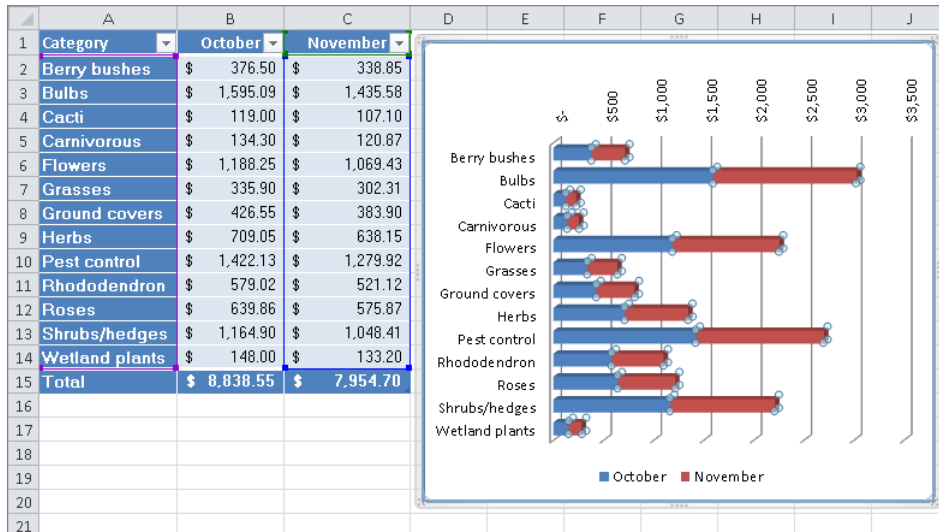 A B C D E F G H I J
1 Category October November
2 Berry bushes $ 376.50 $ 338.85
3 Bulbs $ 1,595.09 $ 1,435.58
4 Cacti $ 119.00 $ 107.10
5 Carnivorous $ 134.30 $ 120.87
6 Flowers $ 1,188.25 $ 1,069.43
7 Grasses $ 335.90 $ 302.31
8 Ground covers $ 426.55 $ 383.90
9 Herbs $ 709.05 $ 638.15
10 Pest control $ 1,422.13 $ 1,279.92
11 Rhododendron $ 579.02 $ 521.12
12 Roses $ 639.86 $ 575.87
13 Shrubs/hedges $ 1,164.90 $ 1,048.41
14 Wetland plants $ 148.00 $ 133.20
15 Total $ 8,838.55 $ 7,954.70
16
17
18
19
20
21
$- $500 $1,000 $1,500 $2,000 $2,500 $3,000 $3,500
Berry bushes
Bulbs
Cacti
Carnivorous
Flowers
Grasses
Ground covers
Herbs
Pest control
Rhododendron
Roses
Shrubs/hedges
Wetland plants
October November